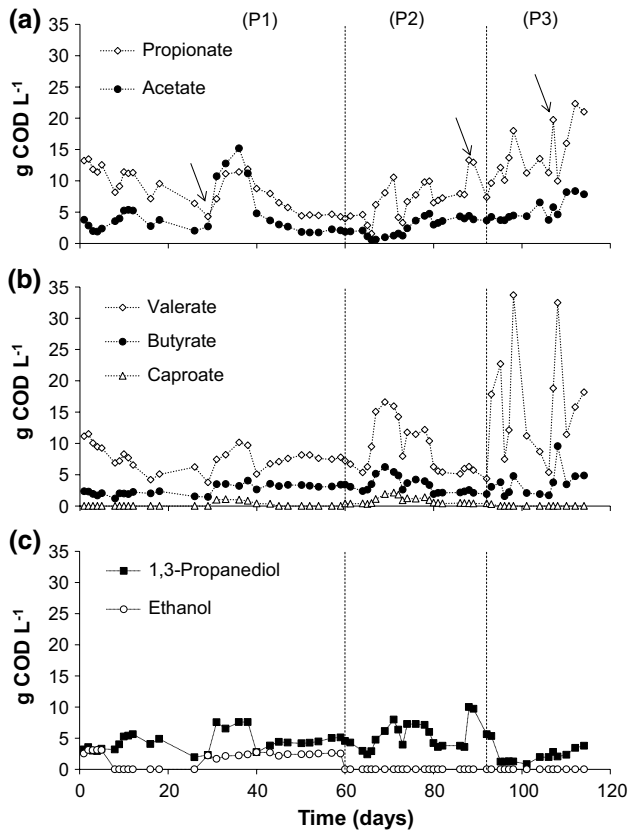 (a) (P1) (P2) (P3)
35
30
25
20
15
10
5
0
g COD L-1
Propionate
Acetate
(b)
35
30
25
20
15
10
5
0
g COD L-1
Valerate
Butyrate
Caproate
(c)
35
30
25
20
15
10
5
0
g COD L-1
1,3-Propanediol
Ethanol
0 20 40 60 80 100 120
Time (days)